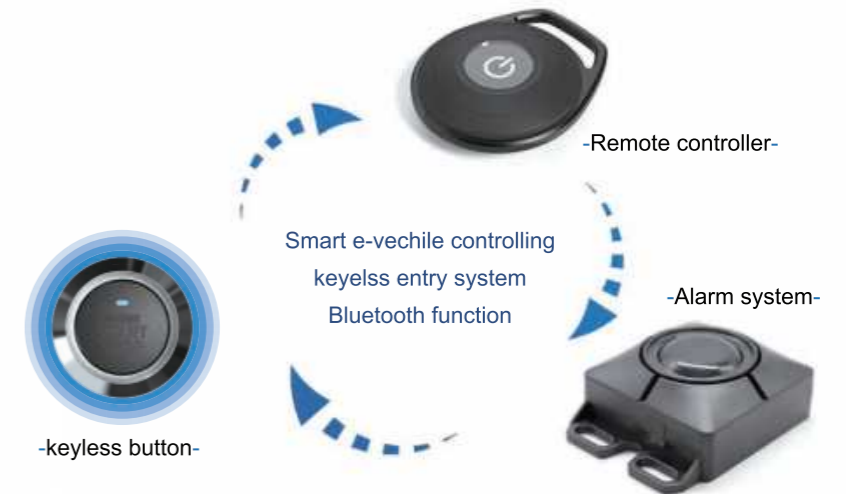 -Remote controller-
Smart e-vechile controlling
keyelss entry system
Bluetooth function
-Alarm system-
-keyless button-